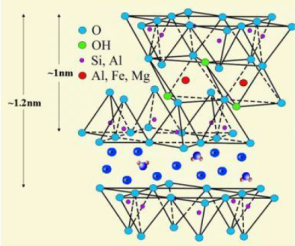 O
OH
Si, Al
Al, Fe, Mg
~1nm
~1.2nm